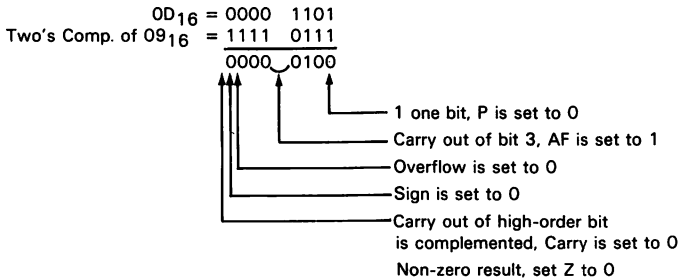 0D16 = 0000 1101
Two's Comp. of 0916 = 1111 0111
0000 0100
1 one bit, P is set to 0
Carry out of bit 3, AF is set to 1
Overflow is set to 0
Sign is set to 0
Carry out of high-order bit
is complemented, Carry is set to 0
Non-zero result, set Z to 0